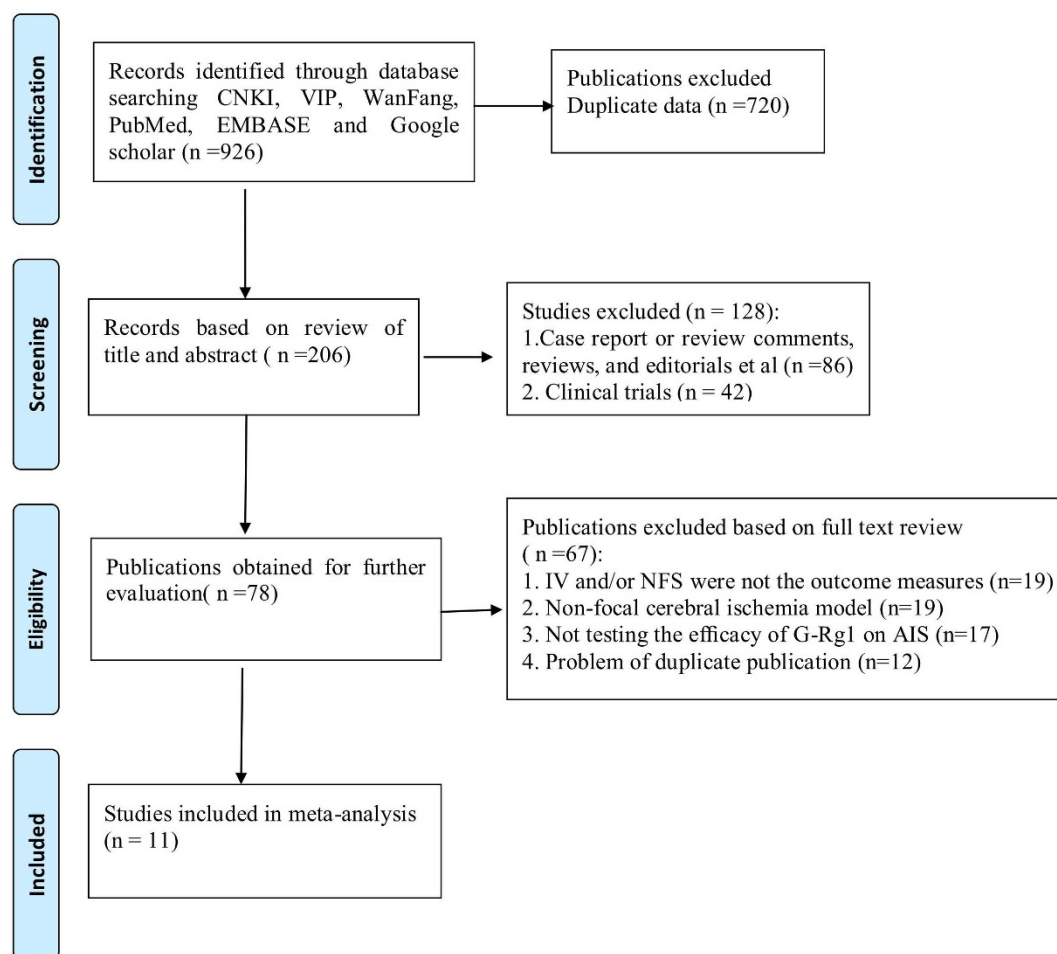 Identification
Records identified through database
searching CNKI, VIP, WanFang,
PubMed, EMBASE and Google
scholar (n =926)
Publications excluded
Duplicate data (n =720)
Screening
Records based on review of
title and abstract ( n =206)
Studies excluded (n = 128):
1.Case report or review comments,
reviews, and editorials et al (n =86)
2. Clinical trials (n = 42)
Eligibility
Publications obtained for further
evaluation( n =78)
Publications excluded based on full text review
( n =67):
1. IV and/or NFS were not the outcome measures (n=19)
2. Non-focal cerebral ischemia model (n=19)
3. Not testing the efficacy of G-Rg1 on AIS (n=17)
4. Problem of duplicate publication (n=12)
Included
Studies included in meta-analysis
(n = 11)